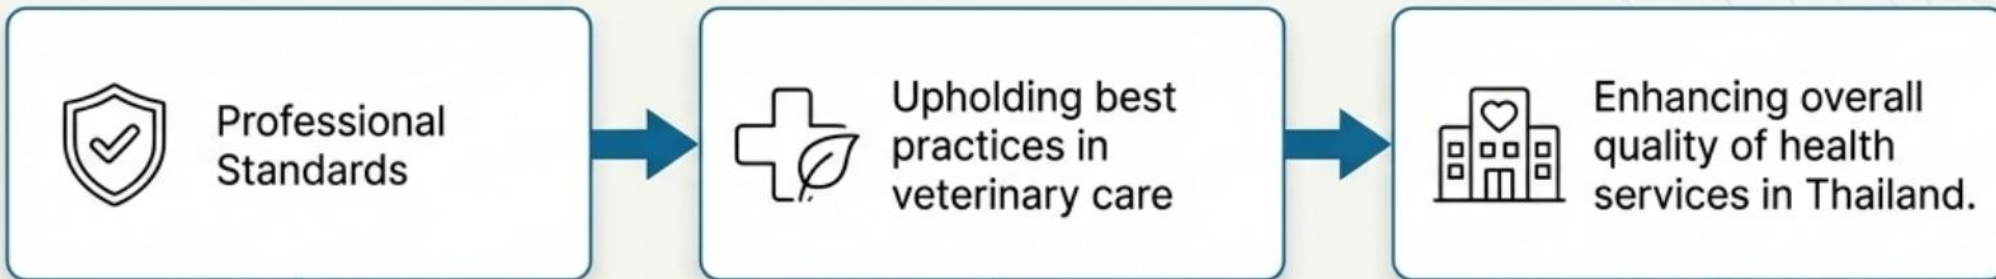 Professional
Standards
Upholding best
practices in
veterinary care
Enhancing overall
quality of health
services in Thailand.